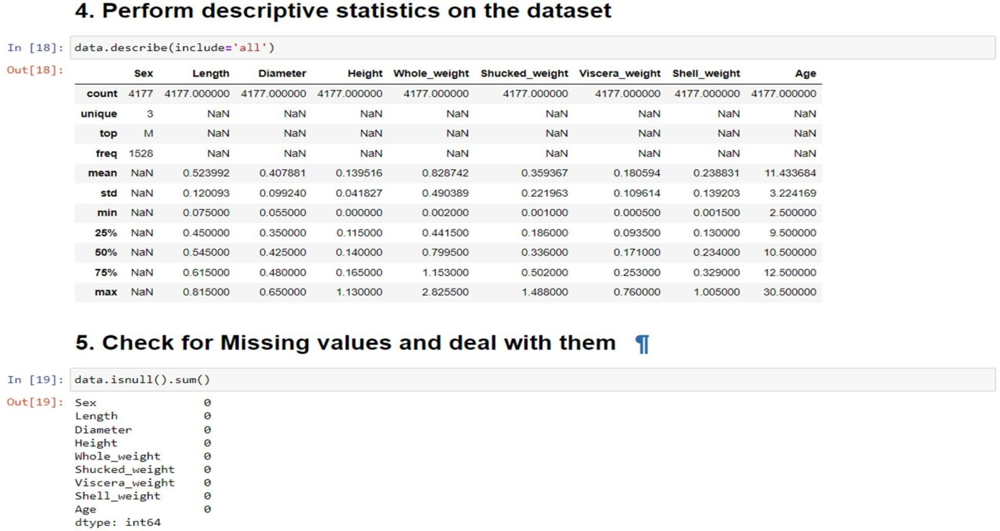 4. Perform descriptive statistics on the dataset
In [18]: data.describe(include='all')
Out[18]:
Sex Length Diameter Height Whole_weight Shucked_weight Viscera_weight Shell_weight Age
count 4177 4177.000000 4177.000000 4177.000000 4177.000000 4177.000000 4177.000000 4177.000000 4177.000000
unique 3 NaN NaN NaN NaN NaN NaN NaN NaN
top M NaN NaN NaN NaN NaN NaN NaN NaN
freq 1528 NaN NaN NaN NaN NaN NaN NaN NaN
mean NaN 0.523992 0.407881 0.139516 0.828742 0.359367 0.180594 0.238831 11.433684
std NaN 0.120093 0.099240 0.041827 0.490389 0.221963 0.109614 0.139203 3.224169
min NaN 0.075000 0.055000 0.000000 0.002000 0.001000 0.000500 0.001500 2.500000
25% NaN 0.450000 0.350000 0.115000 0.441500 0.186000 0.093500 0.130000 9.500000
50% NaN 0.545000 0.425000 0.140000 0.799500 0.336000 0.171000 0.234000 10.500000
75% NaN 0.615000 0.480000 0.165000 1.153000 0.502000 0.253000 0.329000 12.500000
max NaN 0.815000 0.650000 1.130000 2.825500 1.488000 0.760000 1.005000 30.500000
5. Check for Missing values and deal with them ¶
In [19]: data.isnull().sum()
Out[19]: Sex 0
Length 0
Diameter 0
Height 0
Whole_weight 0
Shucked_weight 0
Viscera_weight 0
Shell_weight 0
Age 0
dtype: int64